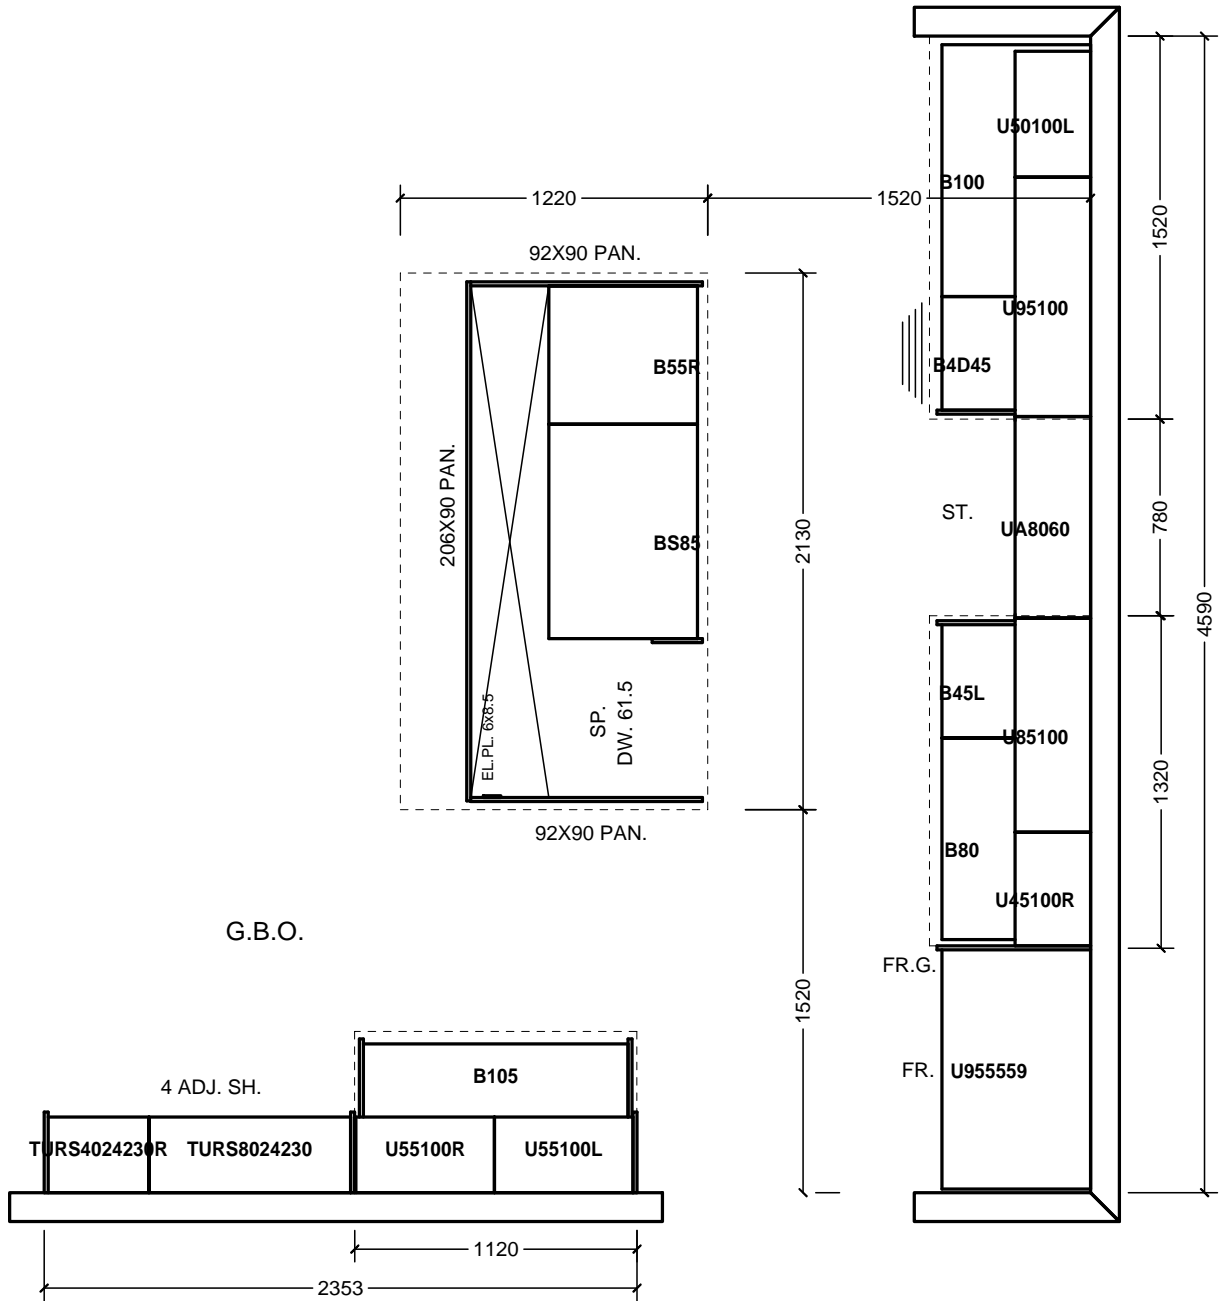 U50100L
B100
1220
1520
1520
92X90 PAN.
U95100
B55R
B4D45
206X90 PAN.
ST.
780
UA8060
2130
BS85
4590
EL.PL. 6x8.5
SP.
DW. 61.5
B45L
U85100
1320
92X90 PAN.
B80
U45100R
G.B.O.
FR.G.
1520
FR.
U955559
B105
4 ADJ. SH.
TURS4024230R
TURS8024230
U55100R
U55100L
1120
2353